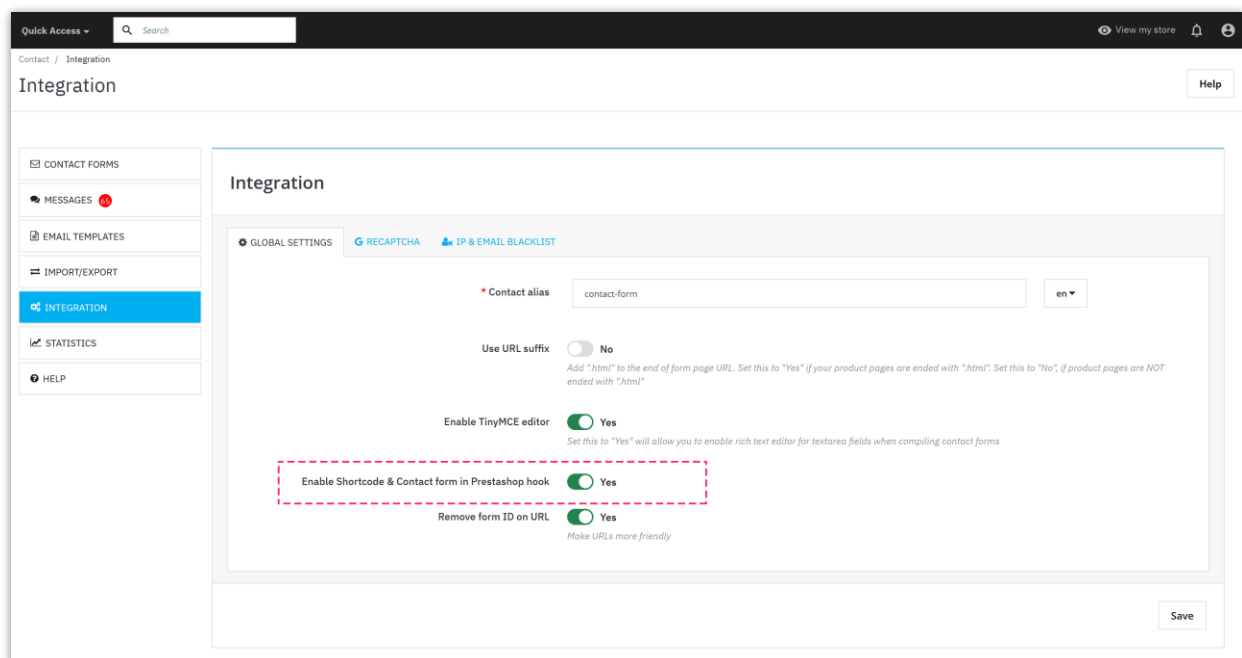 Quick Access
Search
View my store
Contact / Integration
Integration
Help
CONTACT FORMS
MESSAGES 65
EMAIL TEMPLATES
IMPORT/EXPORT
INTEGRATION
STATISTICS
HELP
Integration
GLOBAL SETTINGS
RECAPTCHA
IP & EMAIL BLACKLIST
* Contact alias
contact-form
en
Use URL suffix
No
Add ".html" to the end of form page URL. Set this to "Yes" if your product pages are ended with ".html". Set this to "No", if product pages are NOT
ended with ".html"
Enable TinyMCE editor
Yes
Set this to "Yes" will allow you to enable rich text editor for textarea fields when compiling contact forms
Enable Shortcode & Contact form in Prestashop hook
Yes
Remove form ID on URL
Yes
Make URLs more friendly
Save